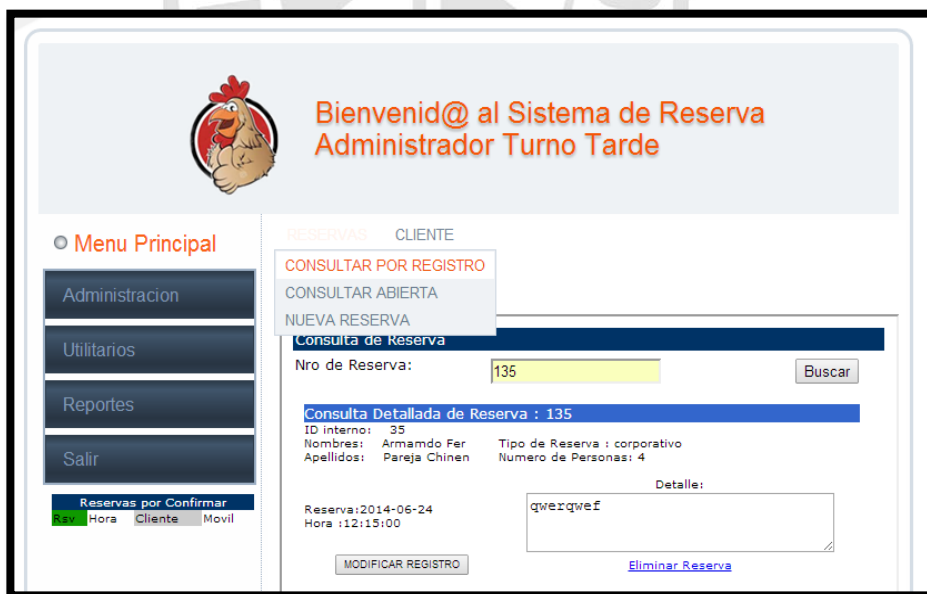 Bienvenid@ al Sistema de Reserva
Administrador Turno Tarde
Menu Principal
Administracion
Utilitarios
Reportes
Salir
Reservas por Confirmar
Rsv Hora Cliente Movil
RESERVAS CLIENTE
CONSULTAR POR REGISTRO
CONSULTAR ABIERTA
NUEVA RESERVA
Consulta de Reserva
Nro de Reserva: 135 Buscar
Consulta Detallada de Reserva : 135
ID interno: 35
Nombres: Armamdo Fer Tipo de Reserva : corporativo
Apellidos: Pareja Chinen Numero de Personas: 4
Detalle:
Reserva:2014-06-24 qwerqwef
Hora :12:15:00
MODIFICAR REGISTRO Eliminar Reserva